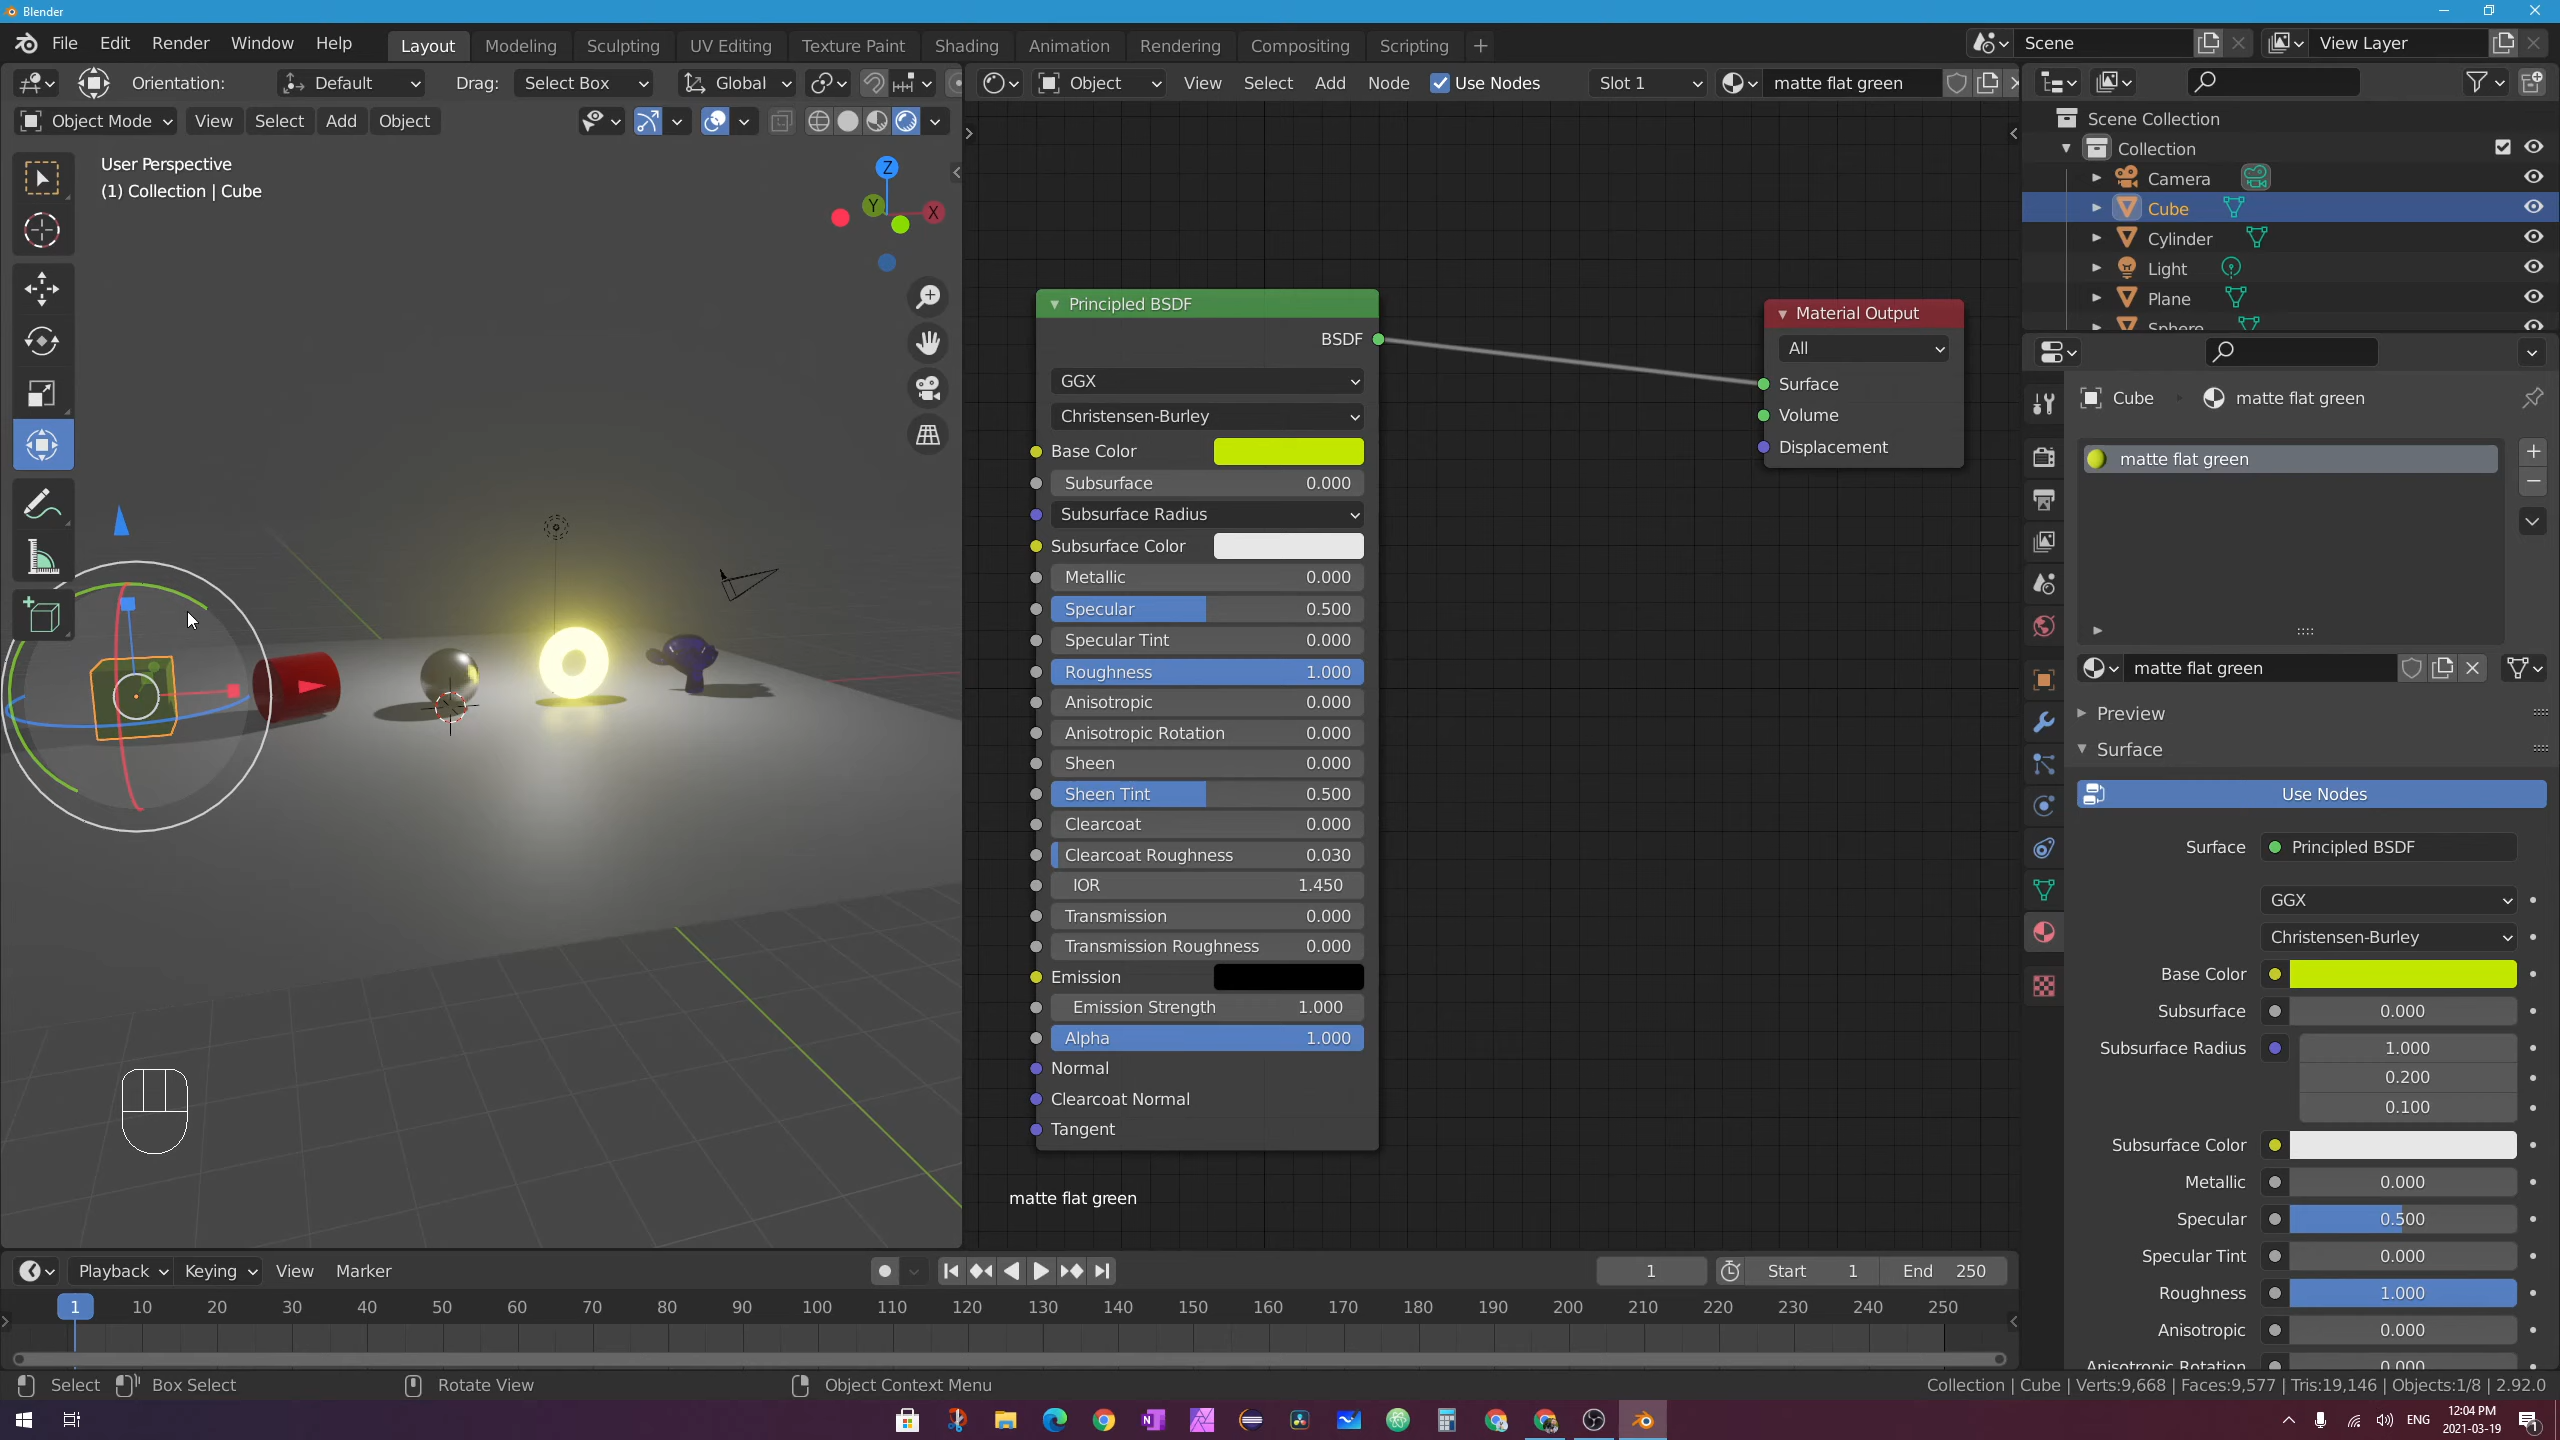 Blender
File Edit Render Window Help Layout Modeling Sculpting UV Editing Texture Paint Shading Animation Rendering Compositing Scripting + Scene View Layer
Orientation: Default Drag: Select Box Global
Object View Select Add Node Use Nodes Slot 1 matte flat green
Object Mode View Select Add Object
User Perspective
(1) Collection | Cube
Z
Y
X
Principled BSDF
BSDF
GGX
Christensen-Burley
Base Color
Subsurface 0.000
Subsurface Radius
Subsurface Color
Metallic 0.000
Specular 0.500
Specular Tint 0.000
Roughness 1.000
Anisotropic 0.000
Anisotropic Rotation 0.000
Sheen 0.000
Sheen Tint 0.500
Clearcoat 0.000
Clearcoat Roughness 0.030
IOR 1.450
Transmission 0.000
Transmission Roughness 0.000
Emission
Emission Strength 1.000
Alpha 1.000
Normal
Clearcoat Normal
Tangent
matte flat green
Material Output
All
Surface
Volume
Displacement
Scene Collection
Collection
Camera
Cube
Cylinder
Light
Plane
Sphere
Cube matte flat green
matte flat green
matte flat green
Preview
Surface
Use Nodes
Surface Principled BSDF
GGX
Christensen-Burley
Base Color
Subsurface 0.000
Subsurface Radius 1.000
0.200
0.100
Subsurface Color
Metallic 0.000
Specular 0.500
Specular Tint 0.000
Roughness 1.000
Anisotropic 0.000
Anisotropic Rotation 0.000
Playback Keying View Marker 1 Start 1 End 250
1 10 20 30 40 50 60 70 80 90 100 110 120 130 140 150 160 170 180 190 200 210 220 230 240 250
Select Box Select Rotate View Object Context Menu Collection | Cube | Verts:9,668 | Faces:9,577 | Tris:19,146 | Objects:1/8 | 2.92.0
ENG 12:04 PM
2021-03-19
1